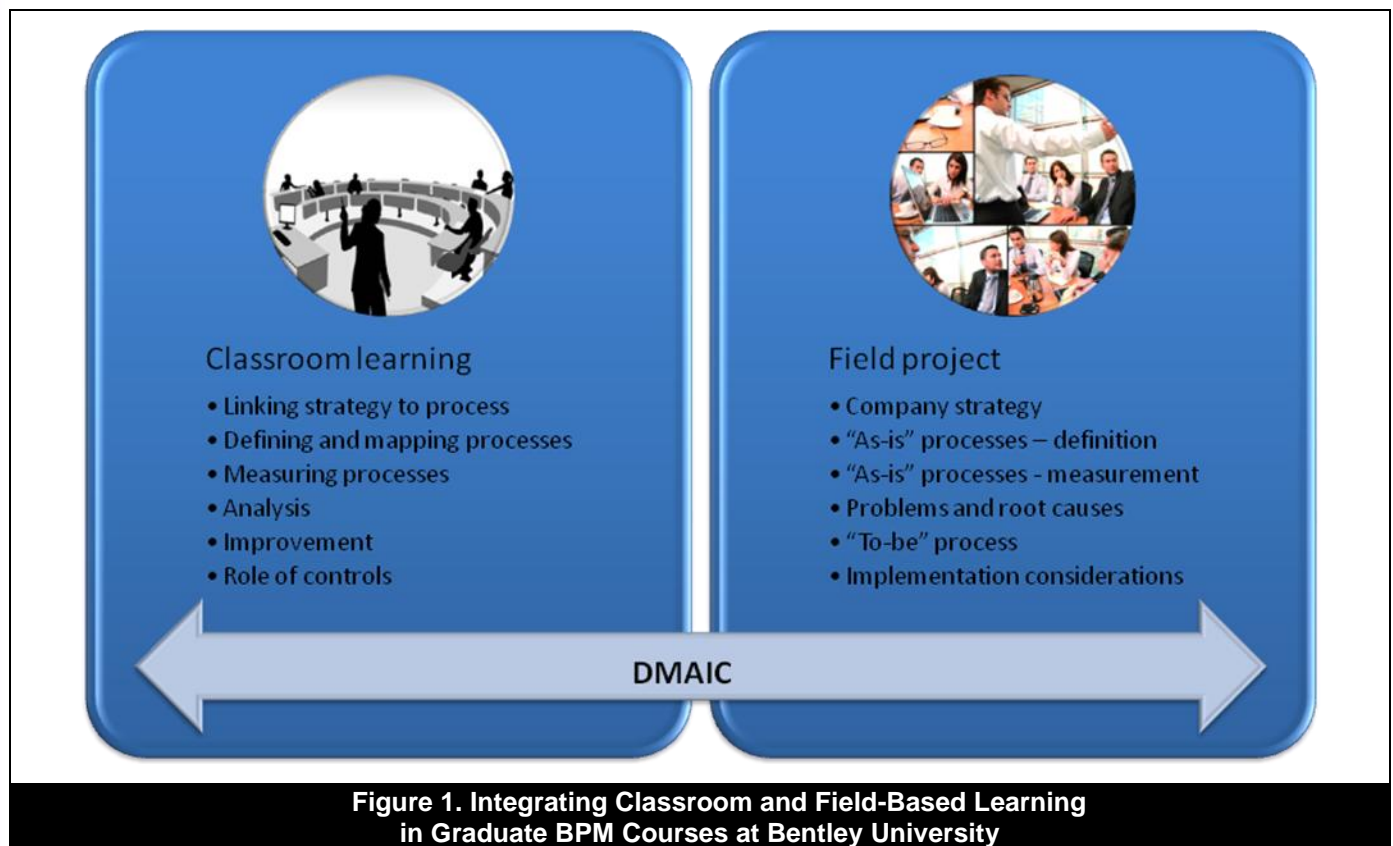 Classroom learning
• Linking strategy to process
• Defining and mapping processes
• Measuring processes
• Analysis
• Improvement
• Role of controls
Field project
• Company strategy
• “As-is” processes – definition
• “As-is” processes - measurement
• Problems and root causes
• “To-be” process
• Implementation considerations
DMAIC
Figure 1. Integrating Classroom and Field-Based Learning
in Graduate BPM Courses at Bentley University